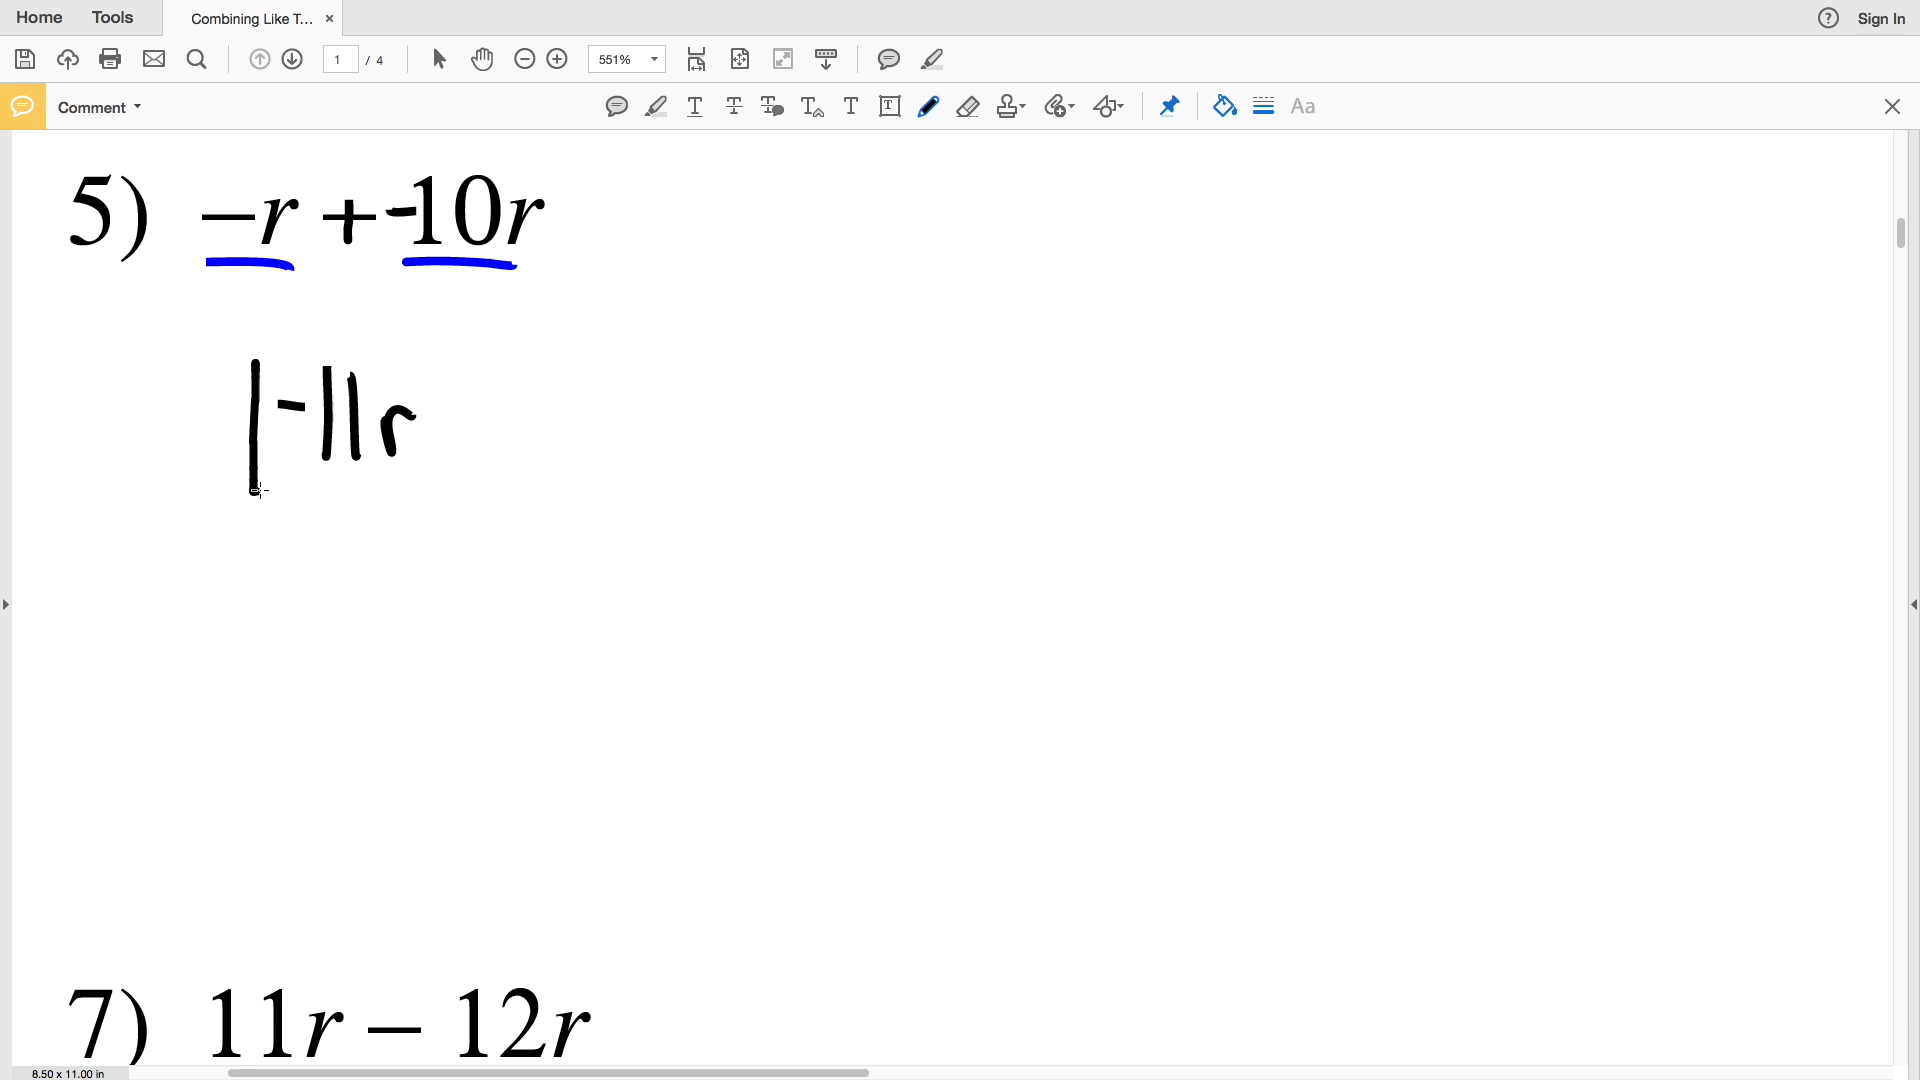 Home Tools Combining Like T... × ? Sign In
1 / 4 551%
Comment Aa
5) −r + -10r
-11r
7) 11r − 12r
8.50 x 11.00 in